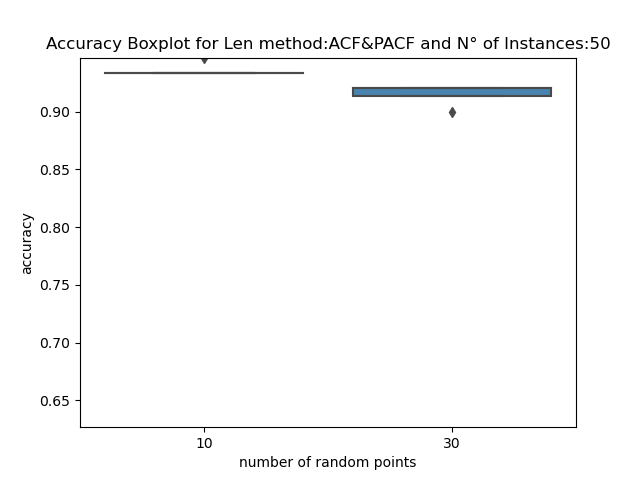 Accuracy Boxplot for Len method:ACF&PACF and N° of Instances:50
0.90
0.85
0.80
0.75
0.70
0.65
accuracy
10 30
number of random points